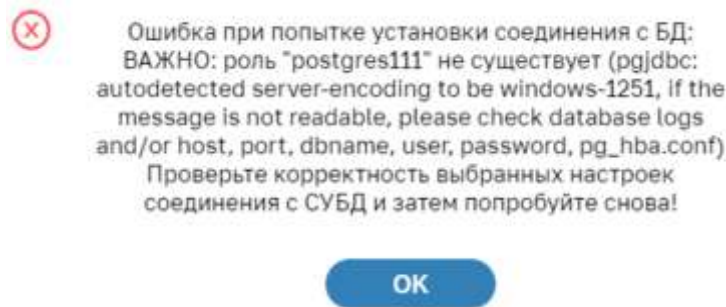 Ошибка при попытке установки соединения с БД:
ВАЖНО: роль "postgres111" не существует (pgjdbc:
autodetected server-encoding to be windows-1251, if the
message is not readable, please check database logs
and/or host, port, dbname, user, password, pg_hba.conf)
Проверьте корректность выбранных настроек
соединения с СУБД и затем попробуйте снова!
OK